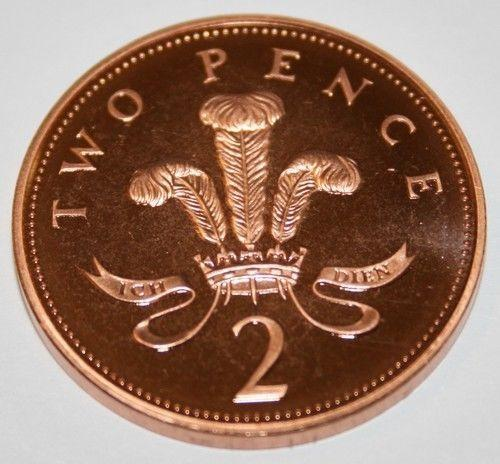 TWO PENCE
ICH DIEN
2